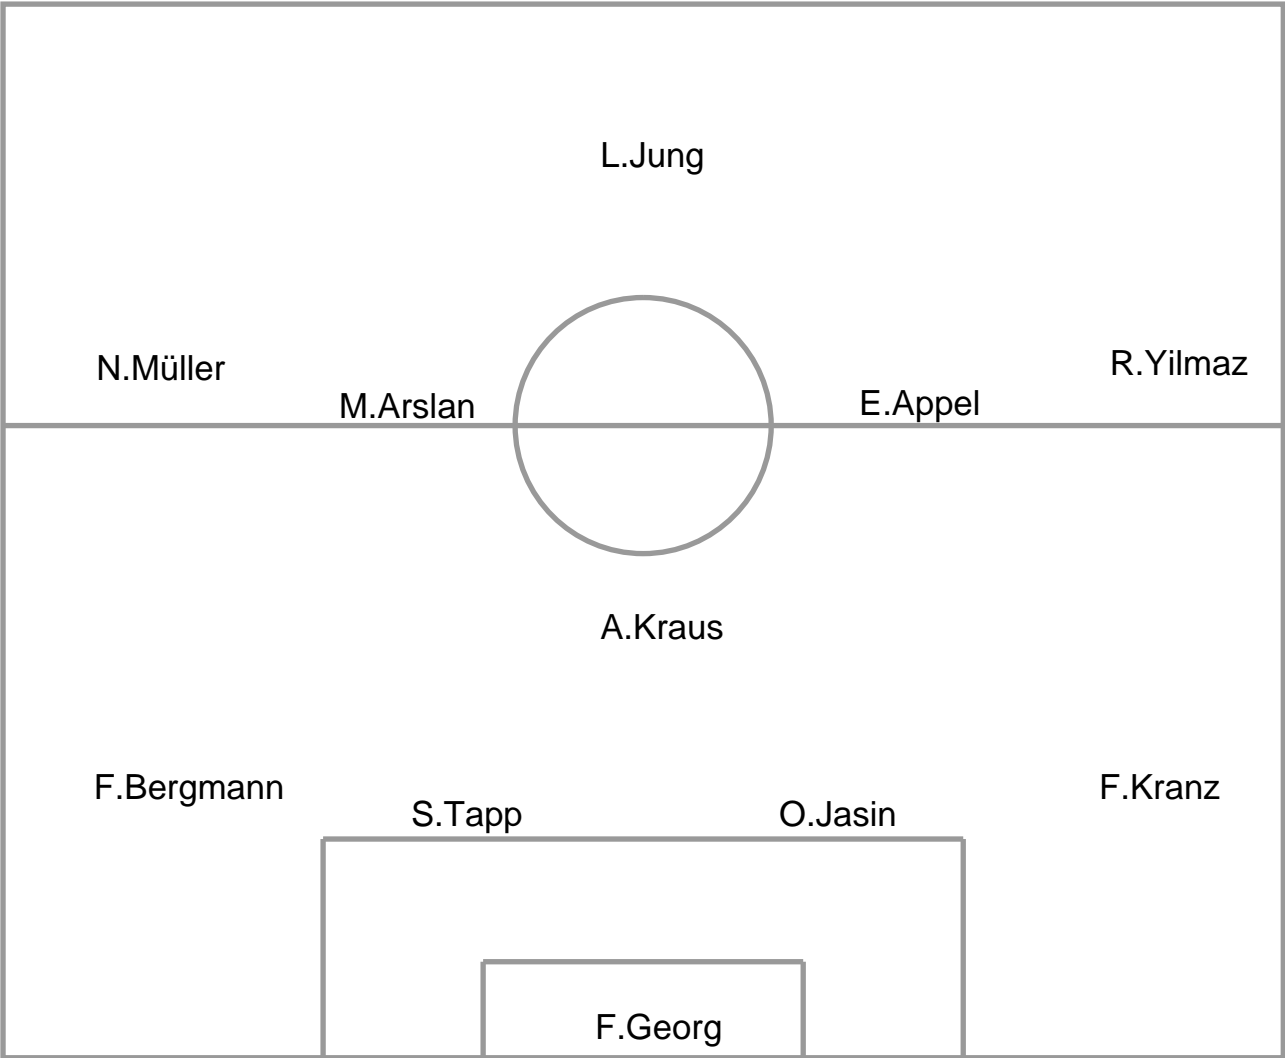 L.Jung
N.Müller
R.Yilmaz
M.Arslan
E.Appel
A.Kraus
F.Bergmann
F.Kranz
S.Tapp
O.Jasin
F.Georg